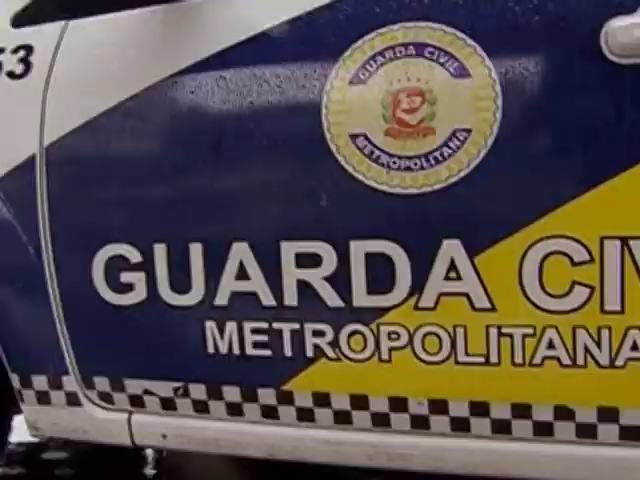 53
GUARDA CIVIL
METROPOLITANA
GUARDA CIV
METROPOLITANA